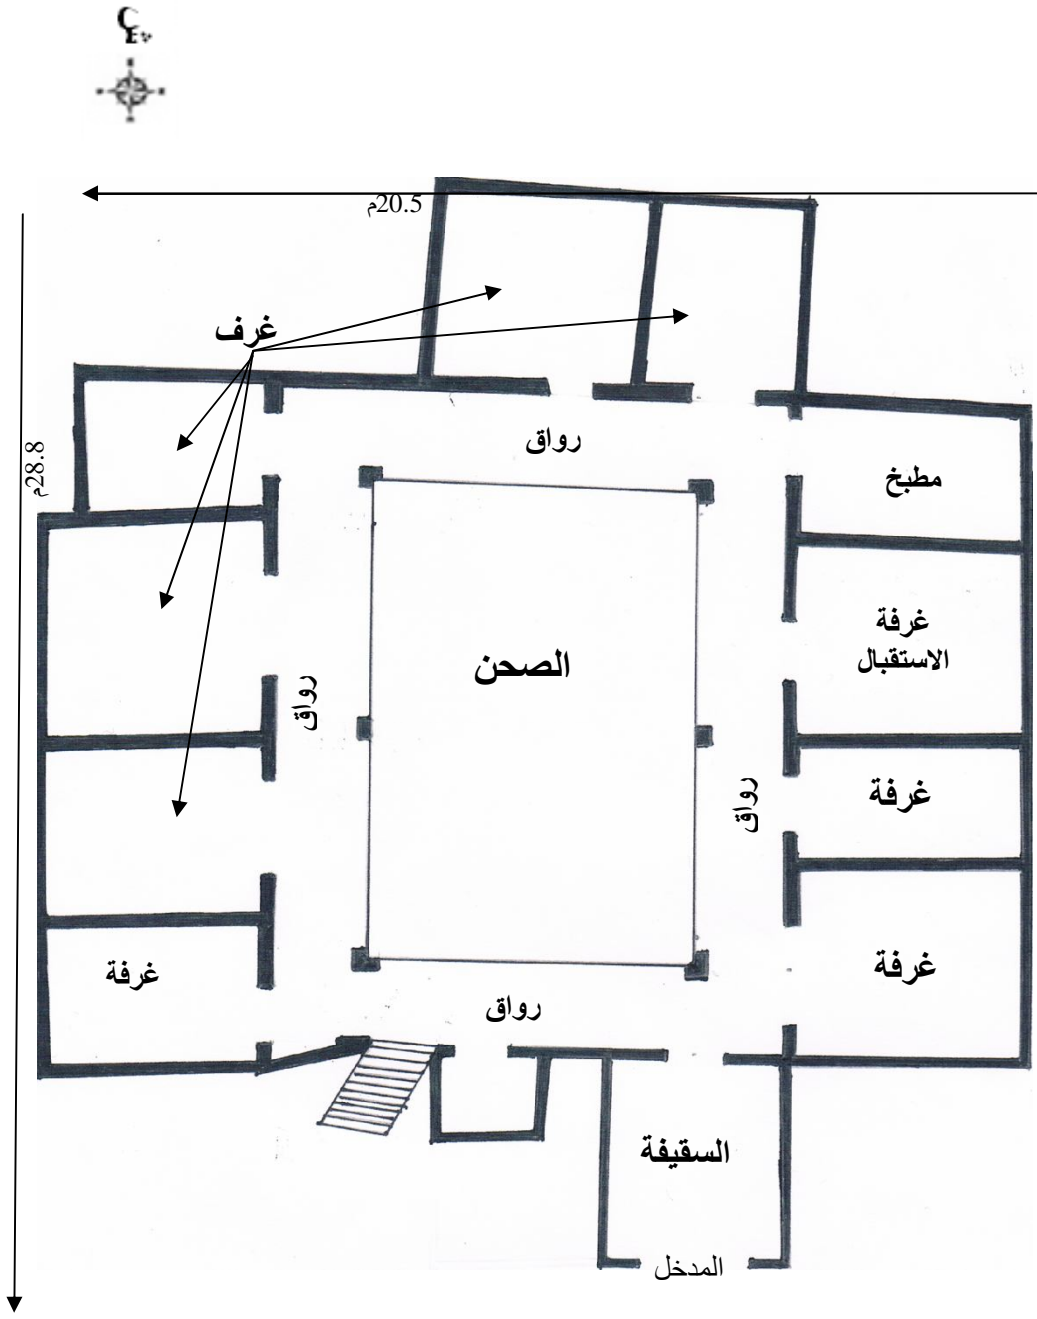 20.5م
غرف
رواق
28.8م
مطبخ
غرفة
الاستقبال
الصحن
رواق
رواق
غرفة
غرفة
غرفة
رواق
السقيفة
المدخل